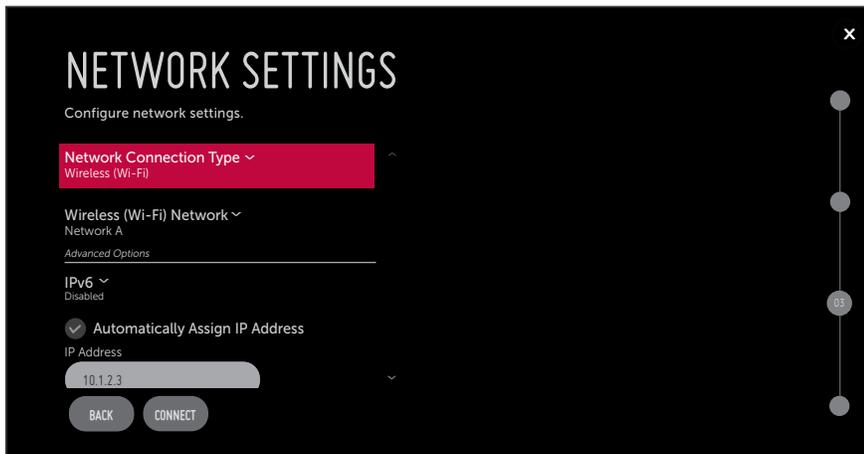 X
NETWORK SETTINGS
Configure network settings.
Network Connection Type
Wireless (Wi-Fi)
Wireless (Wi-Fi) Network
Network A
Advanced Options
IPv6
Disabled
Automatically Assign IP Address
IP Address
10.1.2.3
03
BACK
CONNECT